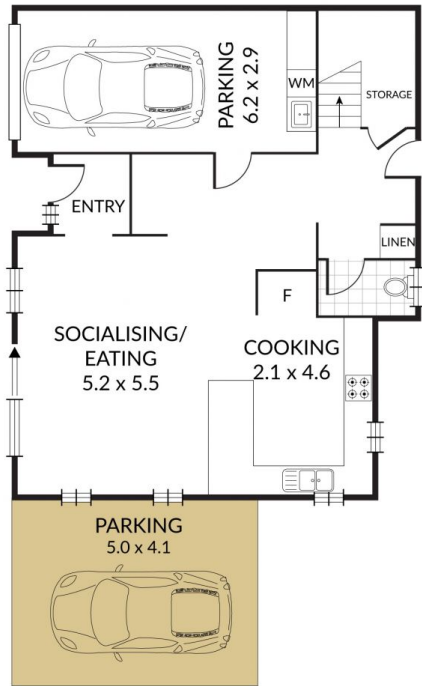 PARKING
6.2 x 2.9
WM
STORAGE
ENTRY
LINEN
F
SOCIALISING/
EATING
5.2 x 5.5
COOKING
2.1 x 4.6
PARKING
5.0 x 4.1